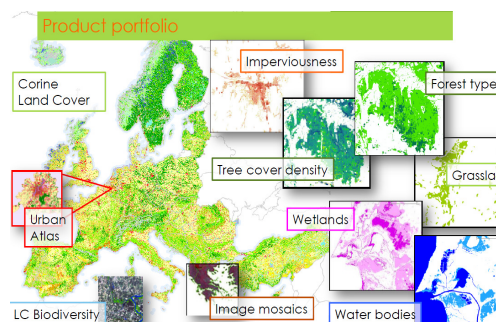 Product portfolio
Imperviousness
Corine
Land Cover
Forest type
Tree cover density
Grassla
Urban
Atlas
Wetlands
LC Biodiversity
Image mosaics
Water bodies